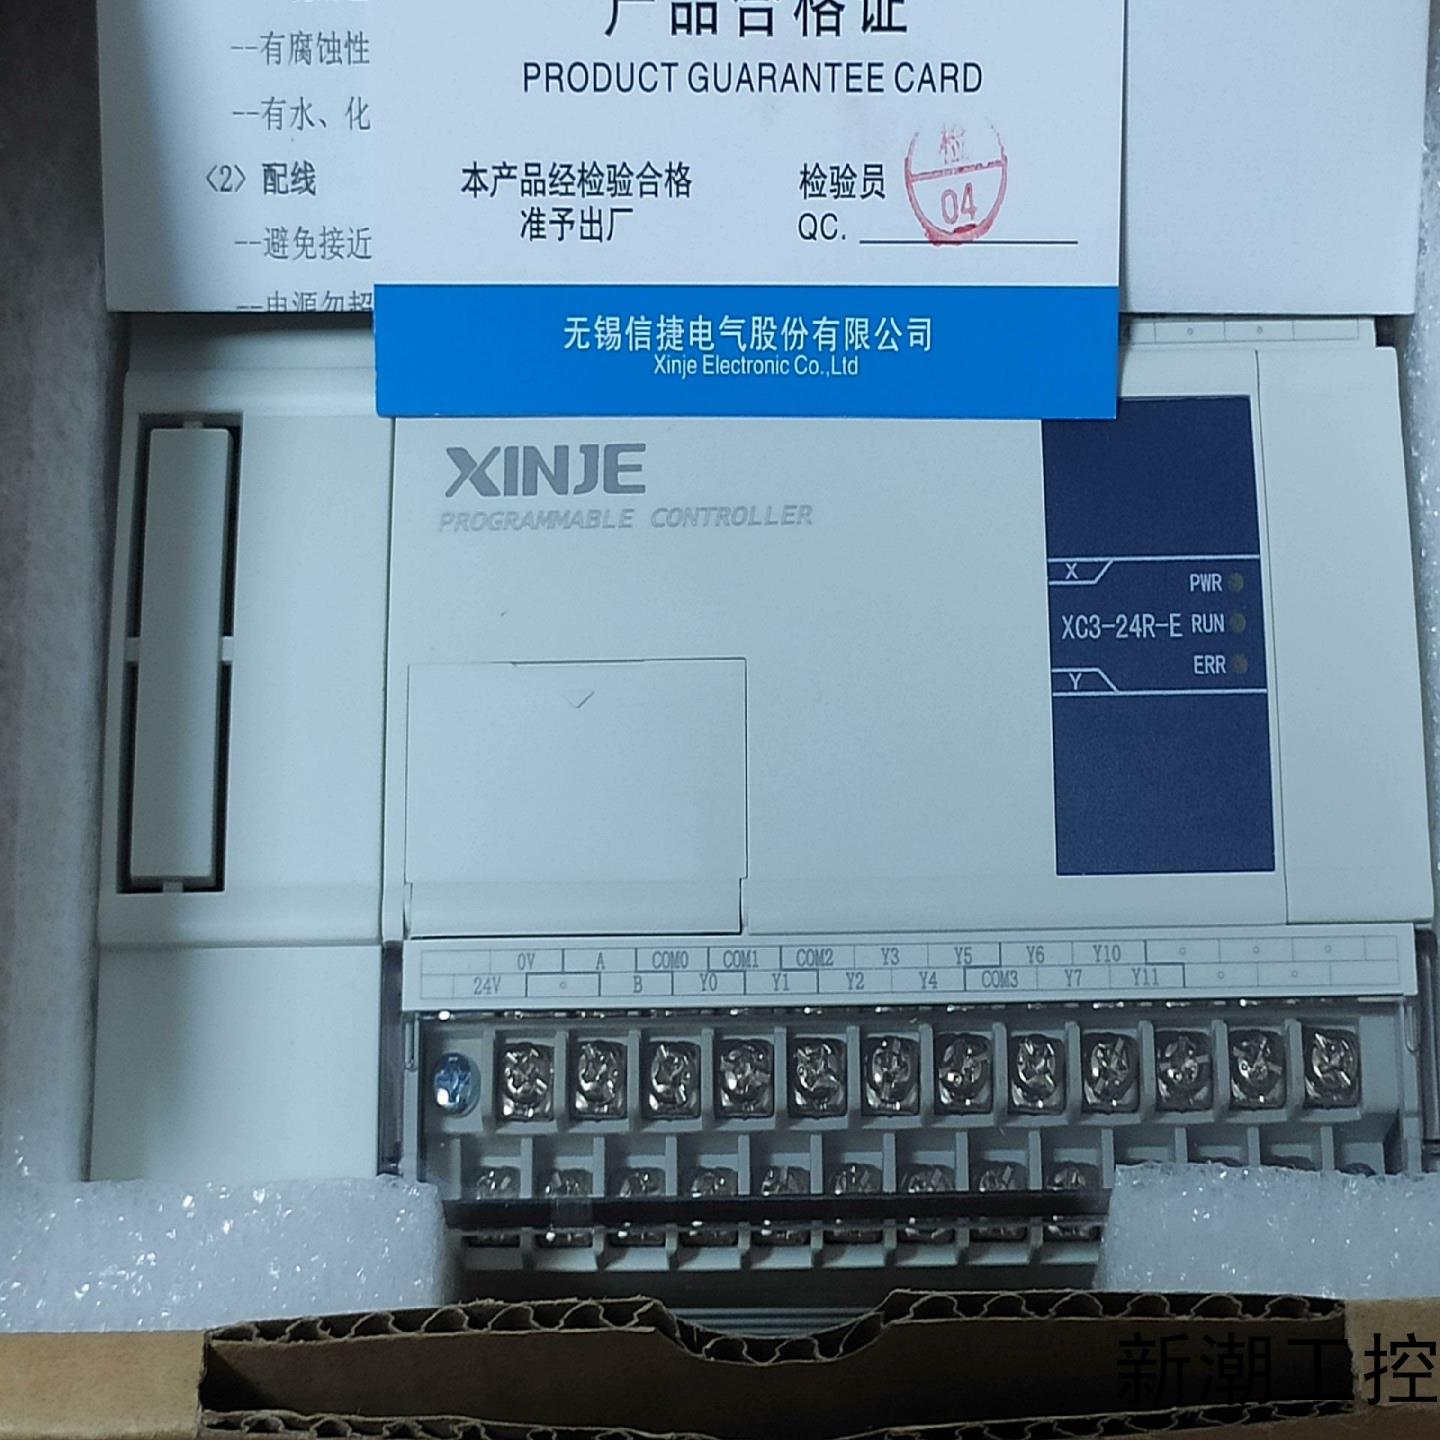 --有腐蚀性
--有水、化
<2> 配线
--避免接近
--电源勿超
产品合格证
PRODUCT GUARANTEE CARD
本产品经检验合格
准予出厂
检验员
QC.
检
04
无锡信捷电气股份有限公司
Xinje Electronic Co.,Ltd
XINJE
PROGRAMMABLE CONTROLLER
X
PWR
XC3-24R-E RUN
ERR
Y
0V A COM0 COM1 COM2 Y3 Y5 Y6 Y10
24V B Y0 Y1 Y2 Y4 COM3 Y7 Y11
新潮工控